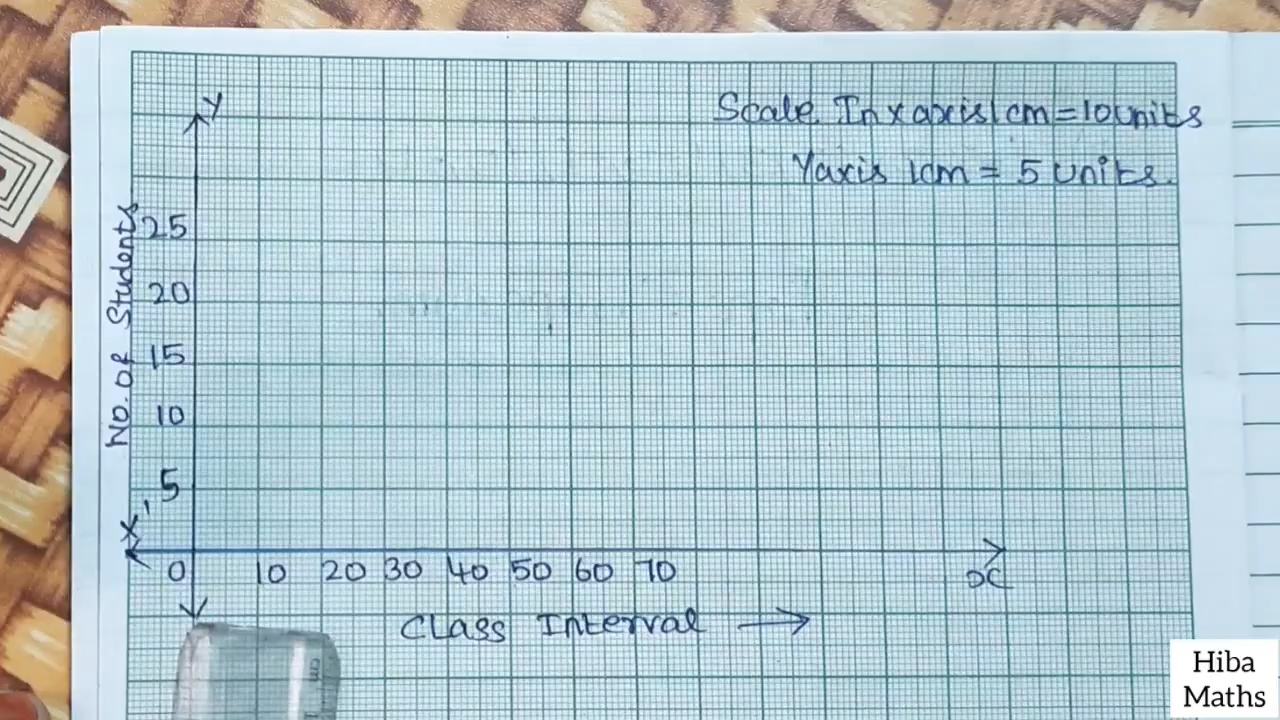 Y
Scale In x axis 1cm = 10 units
Y axis 1cm = 5 units.
No. of Students
25
20
15
10
5
X'
0 10 20 30 40 50 60 70
x
Class Interval
Hiba
Maths